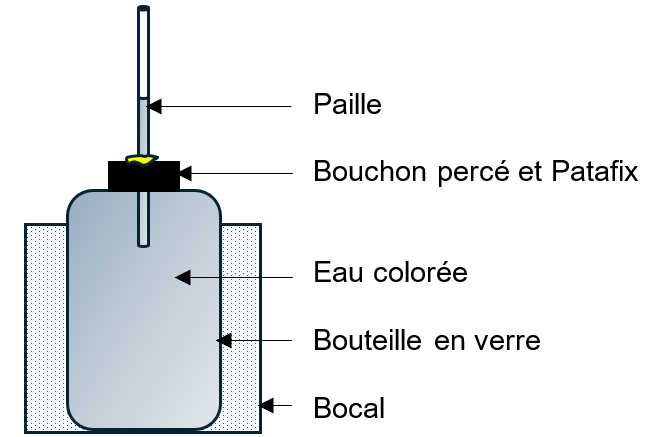 Paille
Bouchon percé et Patafix
Eau colorée
Bouteille en verre
Bocal